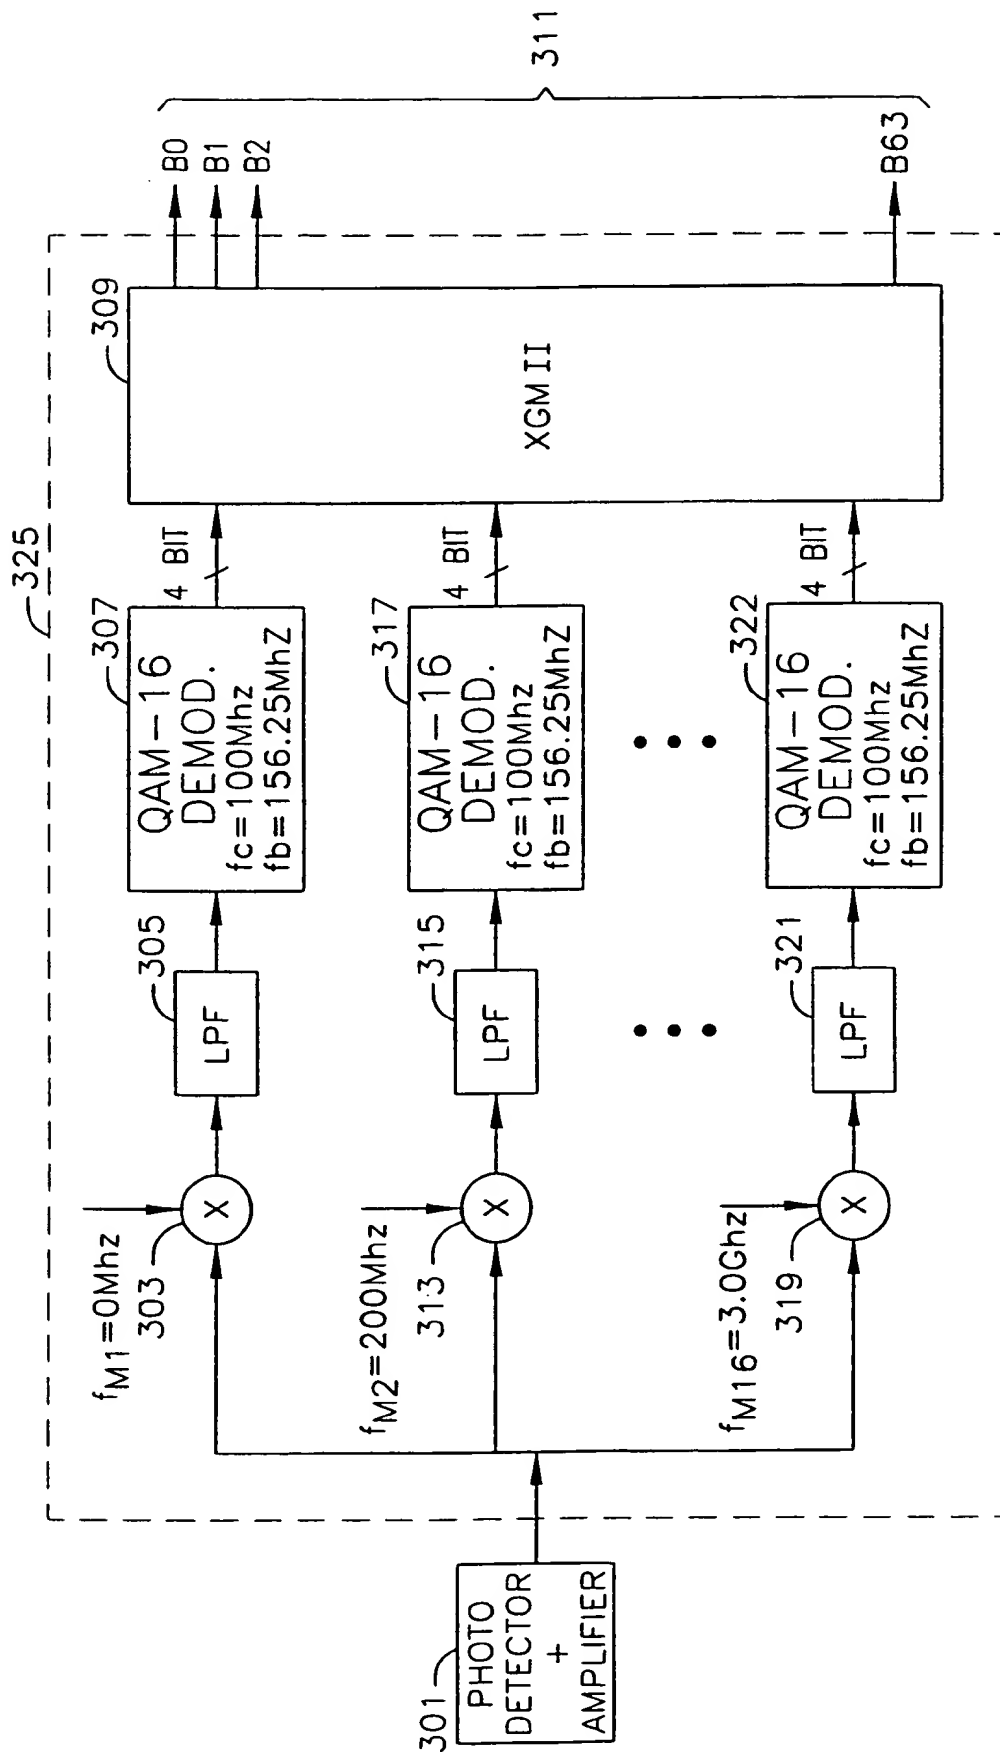 325
301
PHOTO
DETECTOR
+
AMPLIFIER
fM1=0Mhz
303
X
305
LPF
307
QAM-16
DEMOD.
fc=100Mhz
fb=156.25MhZ
4 BIT
fM2=200Mhz
313
X
315
LPF
317
QAM-16
DEMOD.
fc=100Mhz
fb=156.25MhZ
4 BIT
fM16=3.0Ghz
319
X
321
LPF
322
QAM-16
DEMOD.
fc=100Mhz
fb=156.25MhZ
4 BIT
309
XGM II
B0
B1
B2
B63
311